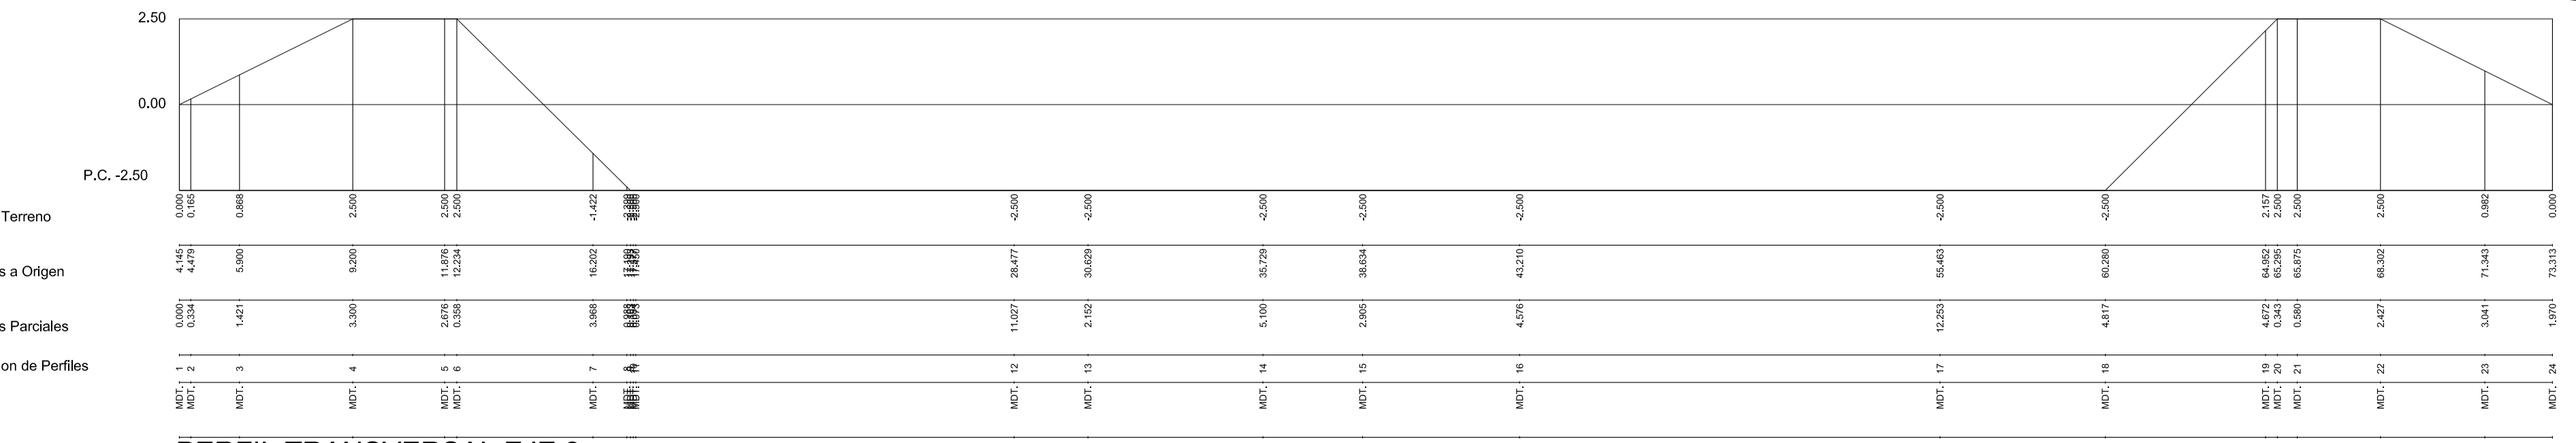 2.50
0.00
P.C. -2.50
Terreno 0.000 0.165 0.868 2.500 2.500 2.500 -1.422 -2.500 -2.500 -2.500 -2.500 -2.500 -2.500 -2.500 2.157 2.500 2.500 2.500 0.982 0.000
s a Origen 4.145 4.479 5.900 9.200 11.876 12.234 16.202 17.450 28.477 30.629 35.729 38.634 43.210 55.463 60.280 64.952 65.295 65.875 68.302 71.343 73.313
s Parciales 0.000 0.334 1.421 3.300 2.676 0.358 3.968 11.027 2.152 5.100 2.905 4.576 12.253 4.817 4.672 0.343 0.580 2.427 3.041 1.970
on de Perfiles 1 2 3 4 5 6 7 8 11 12 13 14 15 16 17 18 19 20 21 22 23 24
MDT. MDT. MDT. MDT. MDT. MDT. MDT. MDT. MDT. MDT. MDT. MDT. MDT. MDT. MDT. MDT. MDT. MDT. MDT. MDT. MDT.